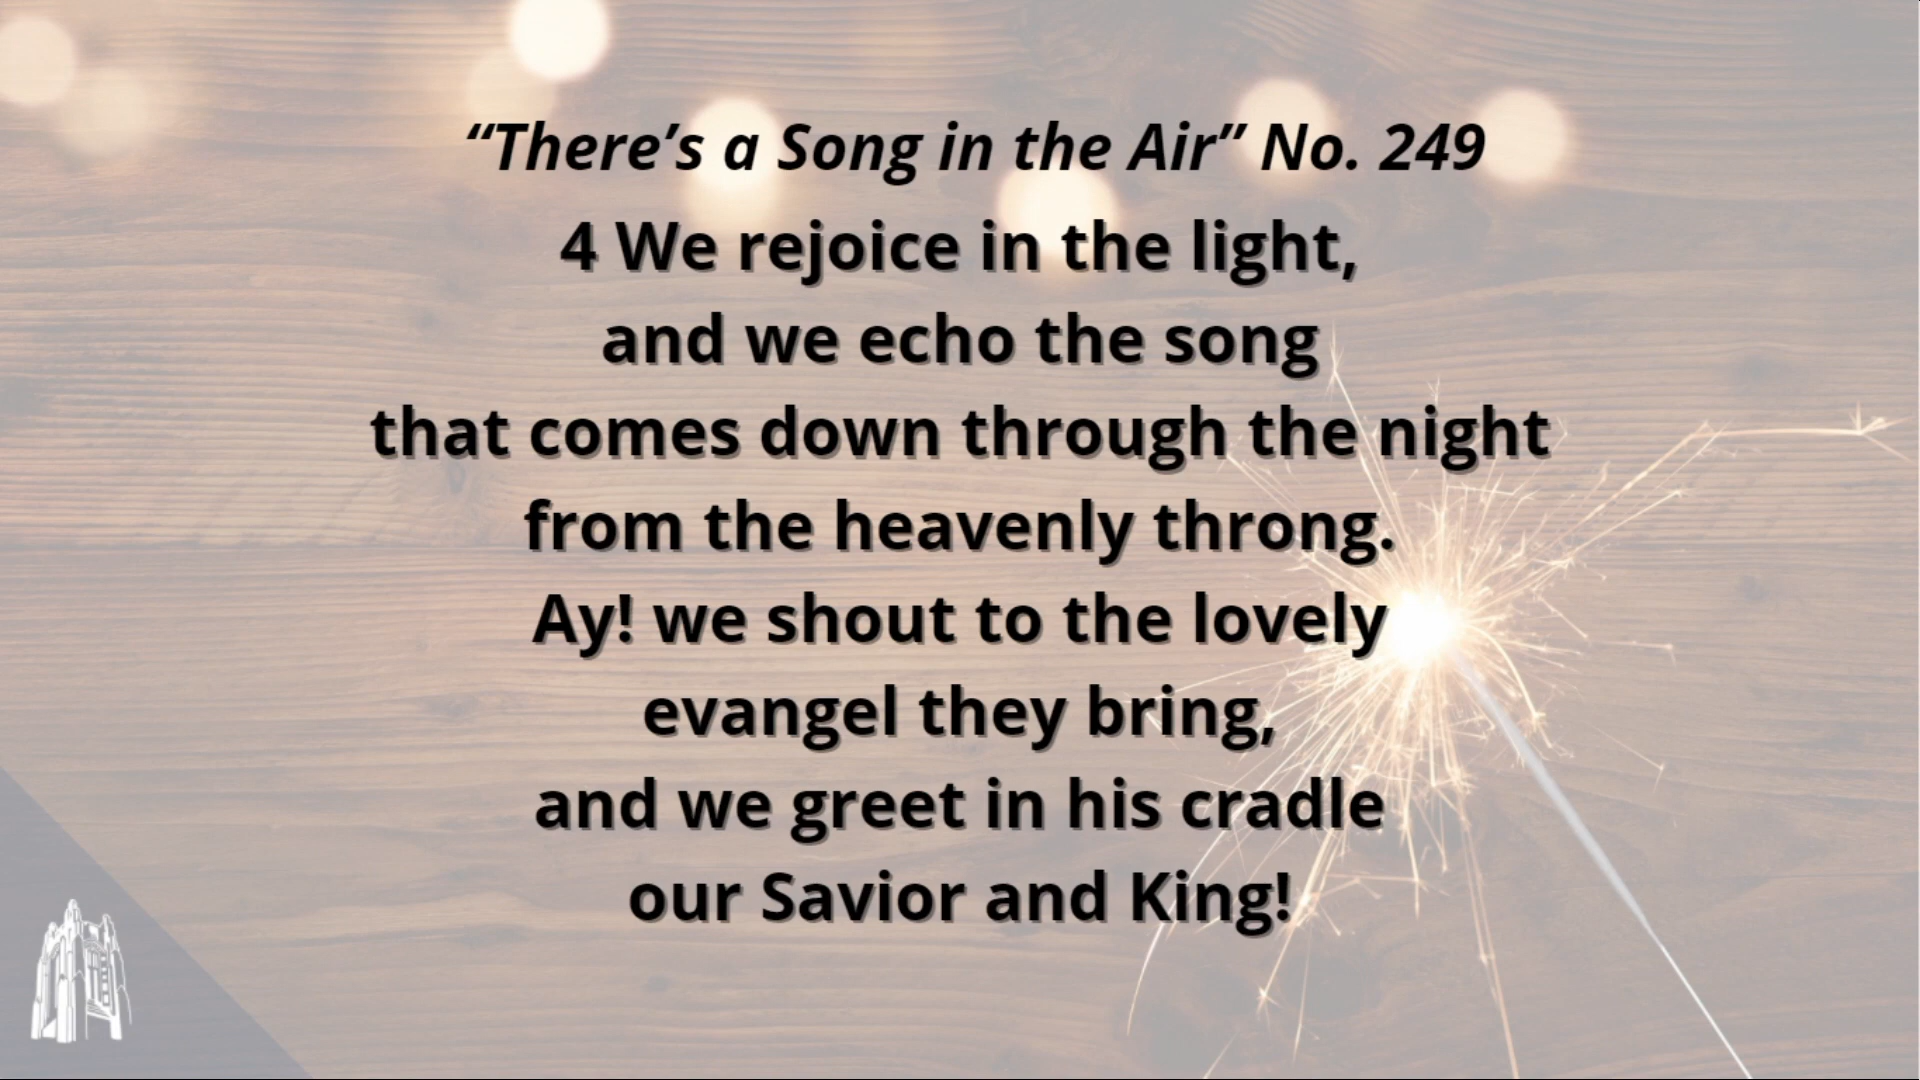 “There’s a Song in the Air” No. 249
4 We rejoice in the light,
and we echo the song
that comes down through the night
from the heavenly throng.
Ay! we shout to the lovely
evangel they bring,
and we greet in his cradle
our Savior and King!